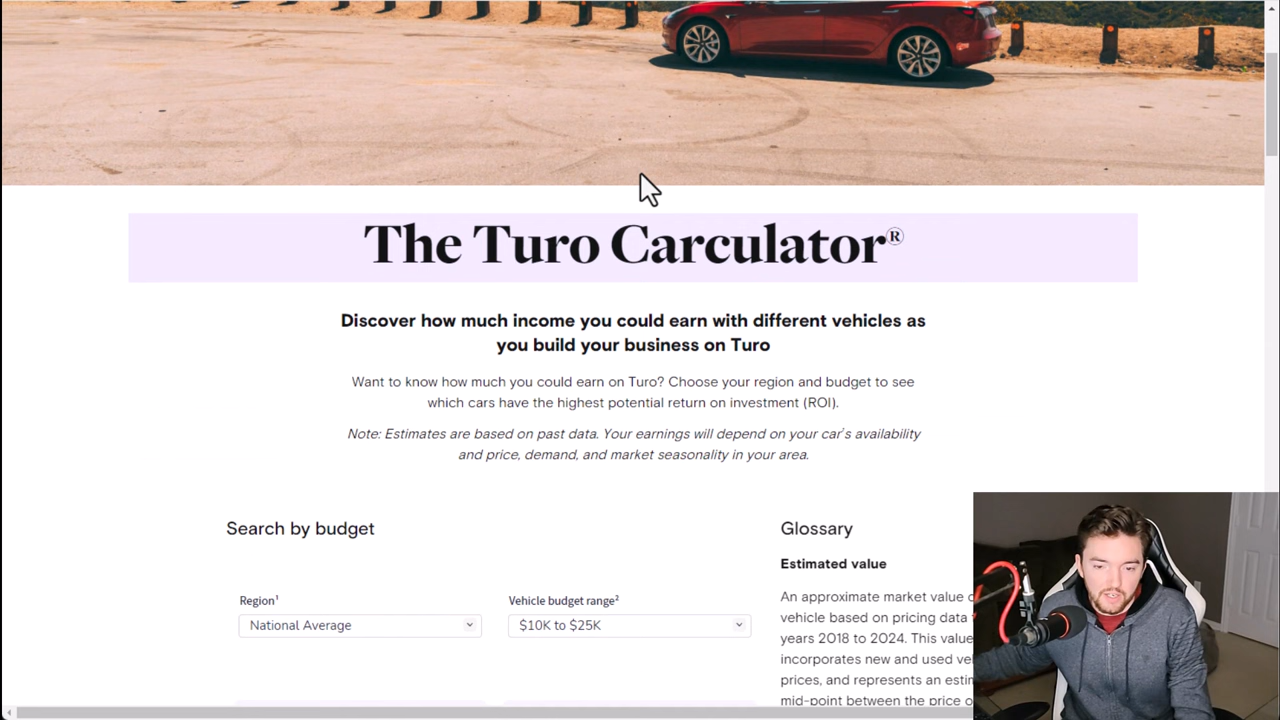 The Turo Carculator®
Discover how much income you could earn with different vehicles as
you build your business on Turo
Want to know how much you could earn on Turo? Choose your region and budget to see
which cars have the highest potential return on investment (ROI).
Note: Estimates are based on past data. Your earnings will depend on your car's availability
and price, demand, and market seasonality in your area.
Search by budget
Region¹
National Average
Vehicle budget range²
$10K to $25K
Glossary
Estimated value
An approximate market value
vehicle based on pricing data
years 2018 to 2024. This value
incorporates new and used
prices, and represents an
mid-point between the price